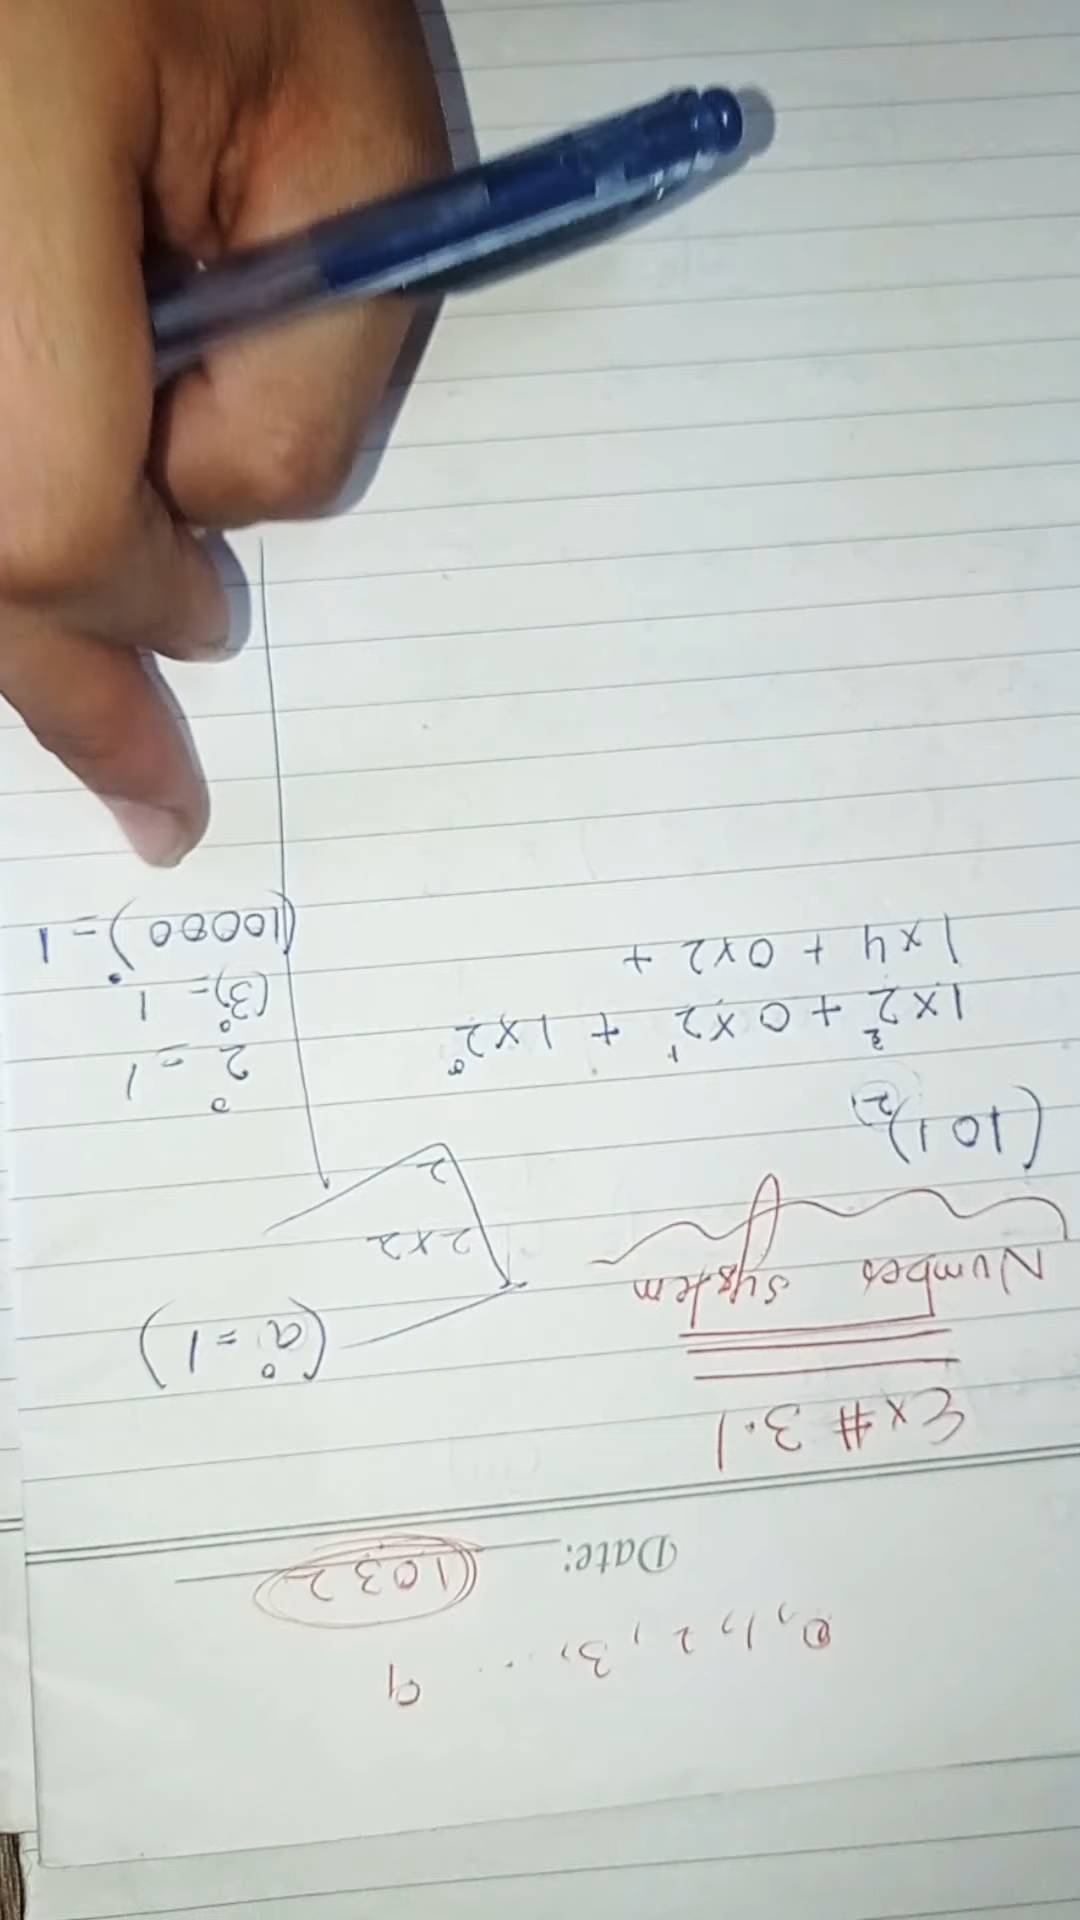 0, 1, 2, 3, ... 9
Date: (1032
Ex # 3.1
Number System
(a⁰ = 1)
2 × 2
2
(101)₂
1 × 2² + 0 × 2¹ + 1 × 2⁰
1 × 4 + 0 × 2 +
2⁰ = 1
(3)⁰ = 1
(10000)⁰ = 1